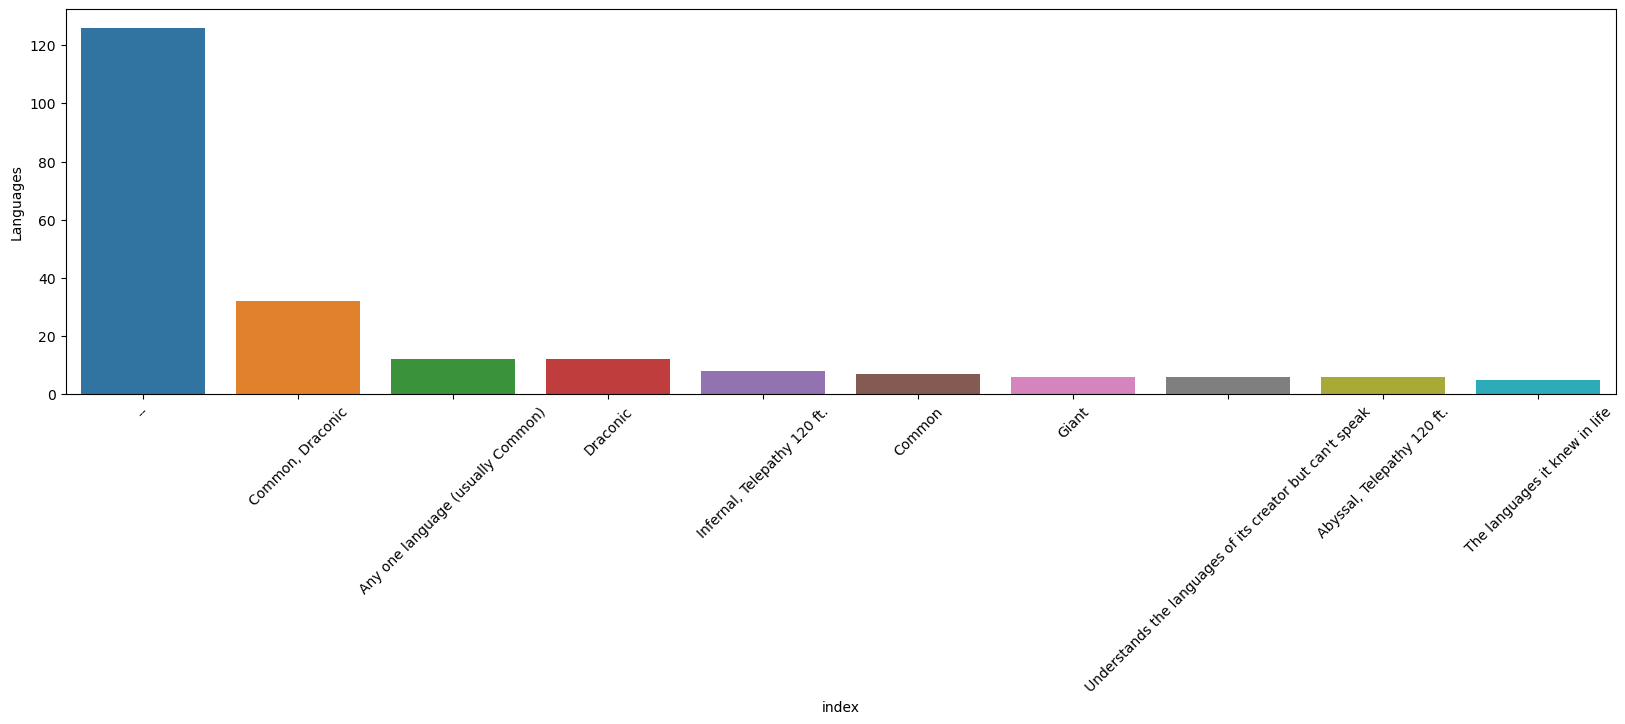 120
100
80
60
40
20
0
Languages
--
Common, Draconic
Any one language (usually Common)
Draconic
Infernal, Telepathy 120 ft.
Common
Giant
Understands the languages of its creator but can't speak
Abyssal, Telepathy 120 ft.
The languages it knew in life
index